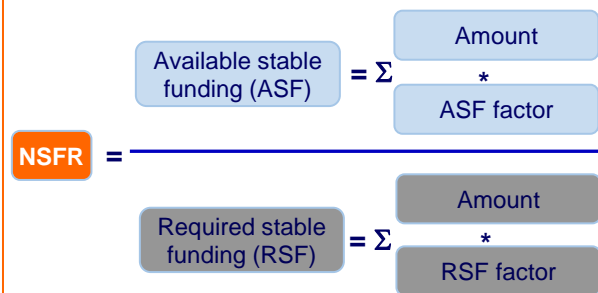 Amount
Available stable
funding (ASF)
= Σ
*
ASF factor
NSFR
=
Amount
Required stable
funding (RSF)
= Σ
*
RSF factor